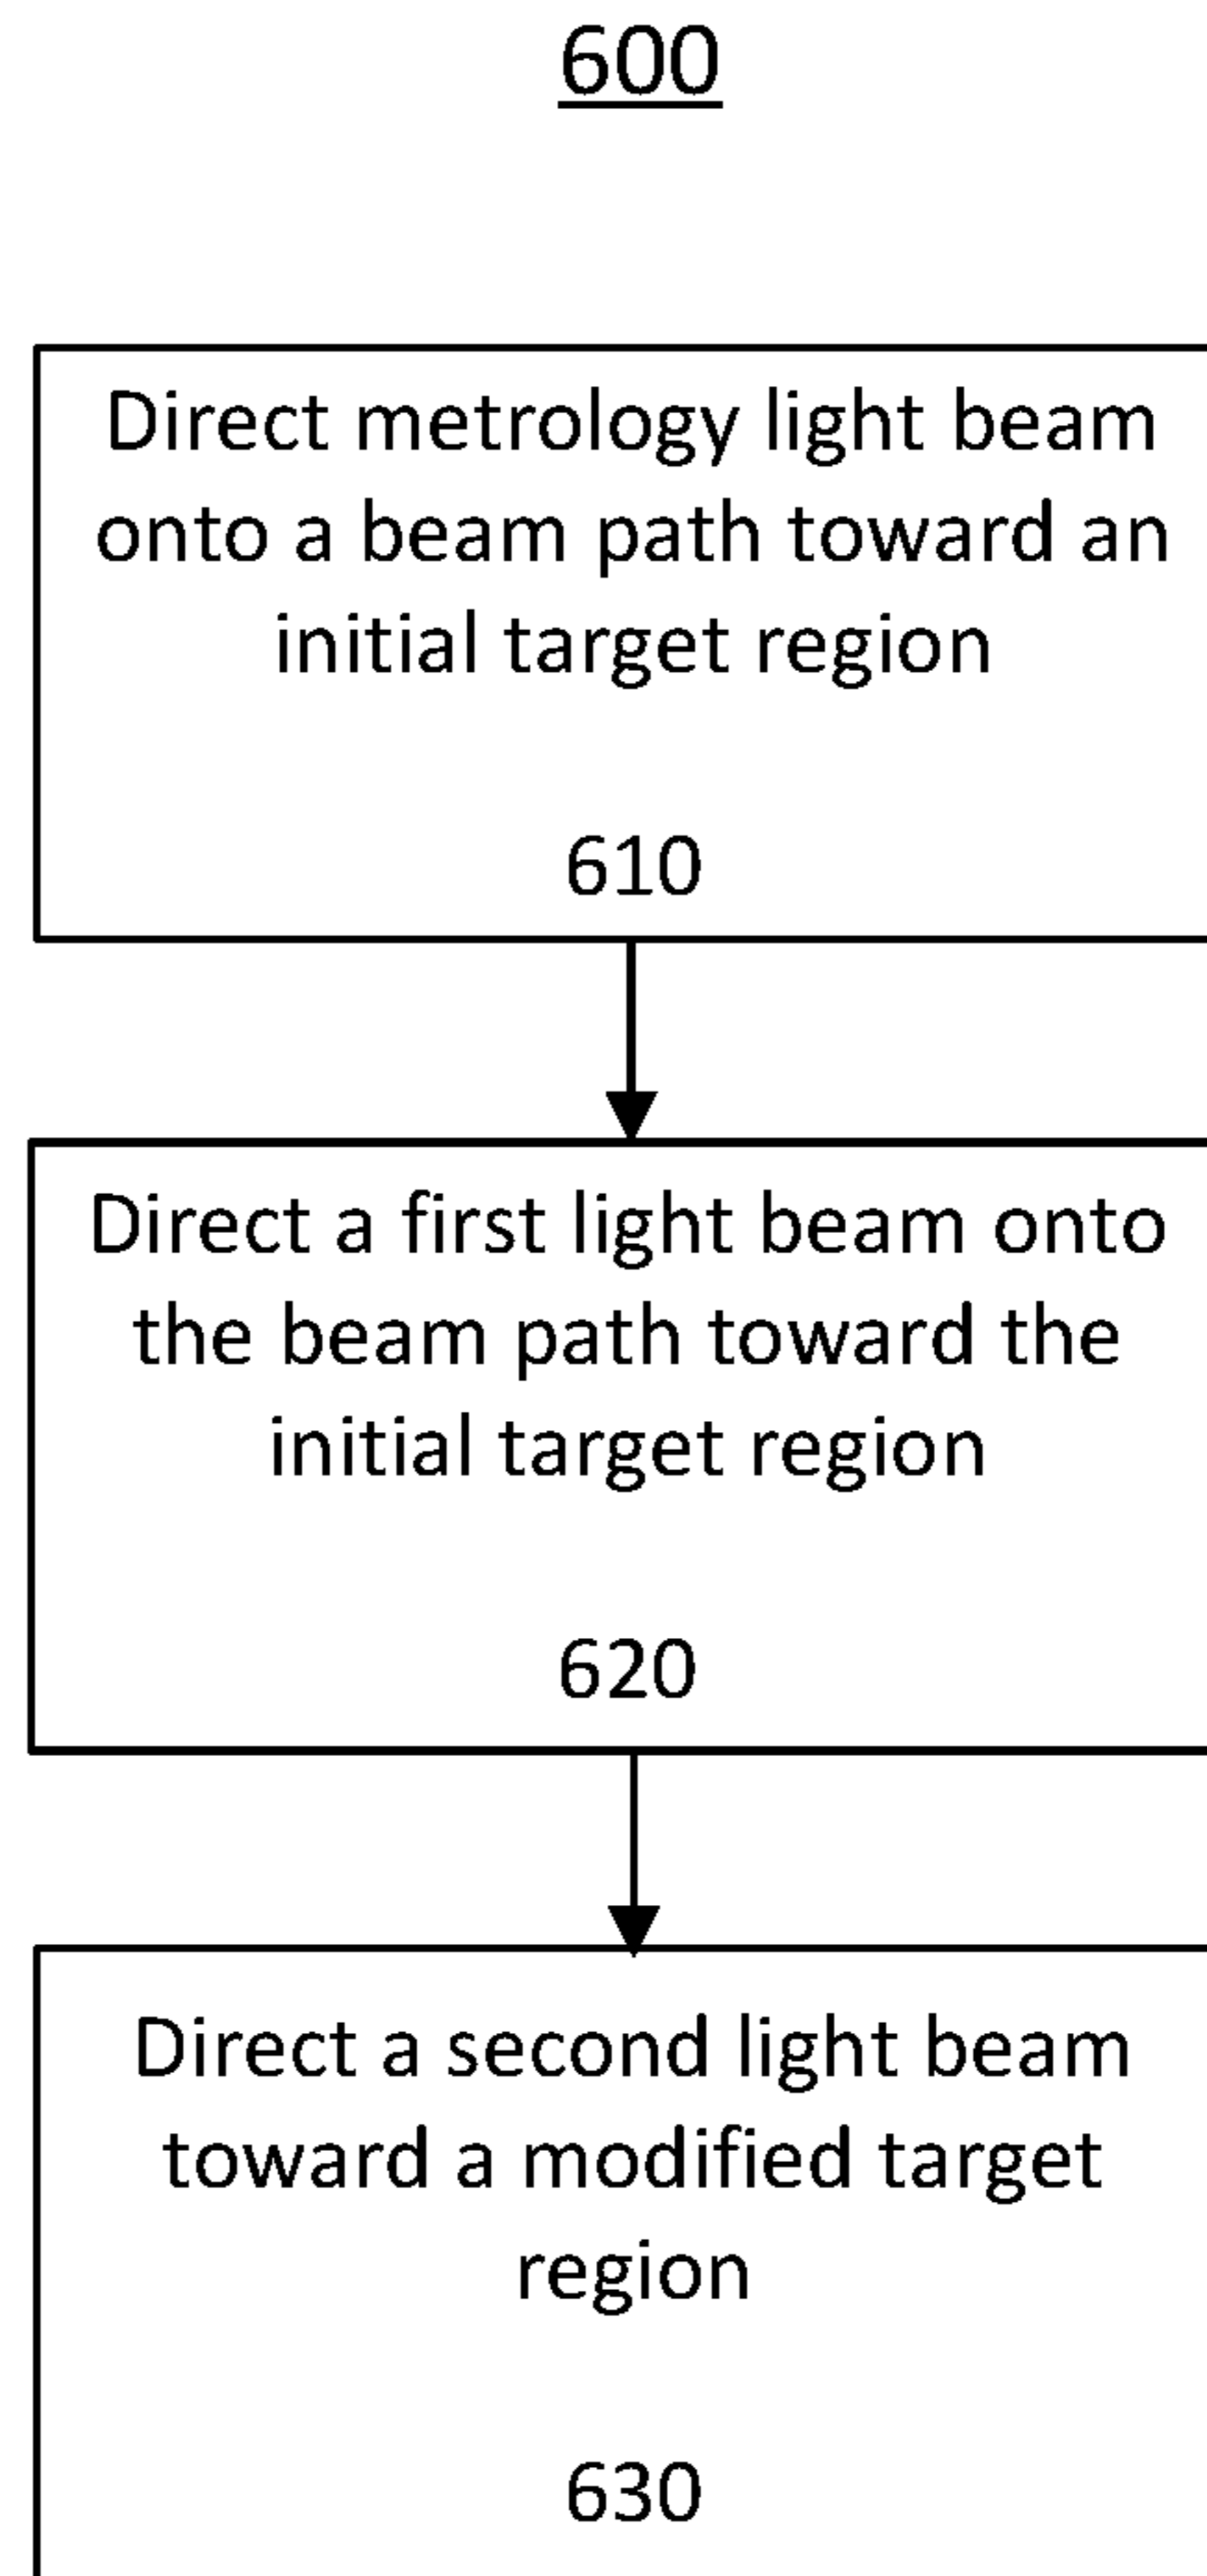 600
Direct metrology light beam
onto a beam path toward an
initial target region
610
Direct a first light beam onto
the beam path toward the
initial target region
620
Direct a second light beam
toward a modified target
region
630